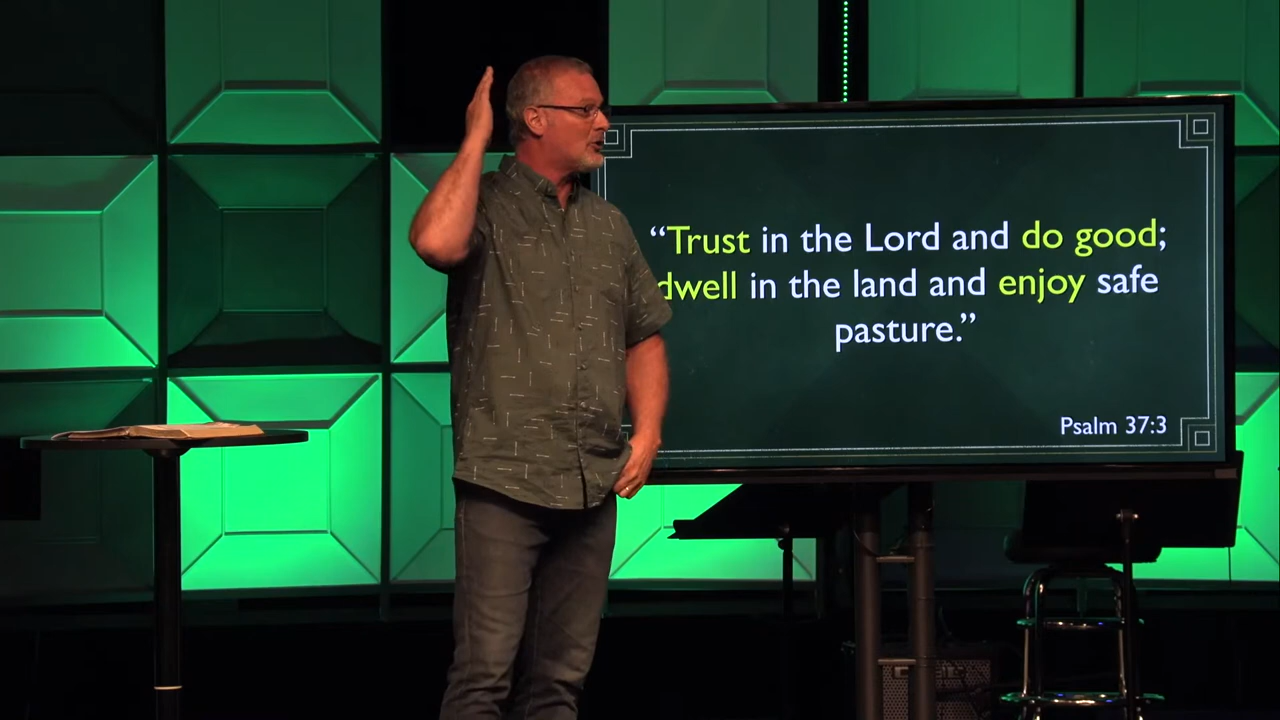 “Trust in the Lord and do good;
dwell in the land and enjoy safe
pasture.”
Psalm 37:3